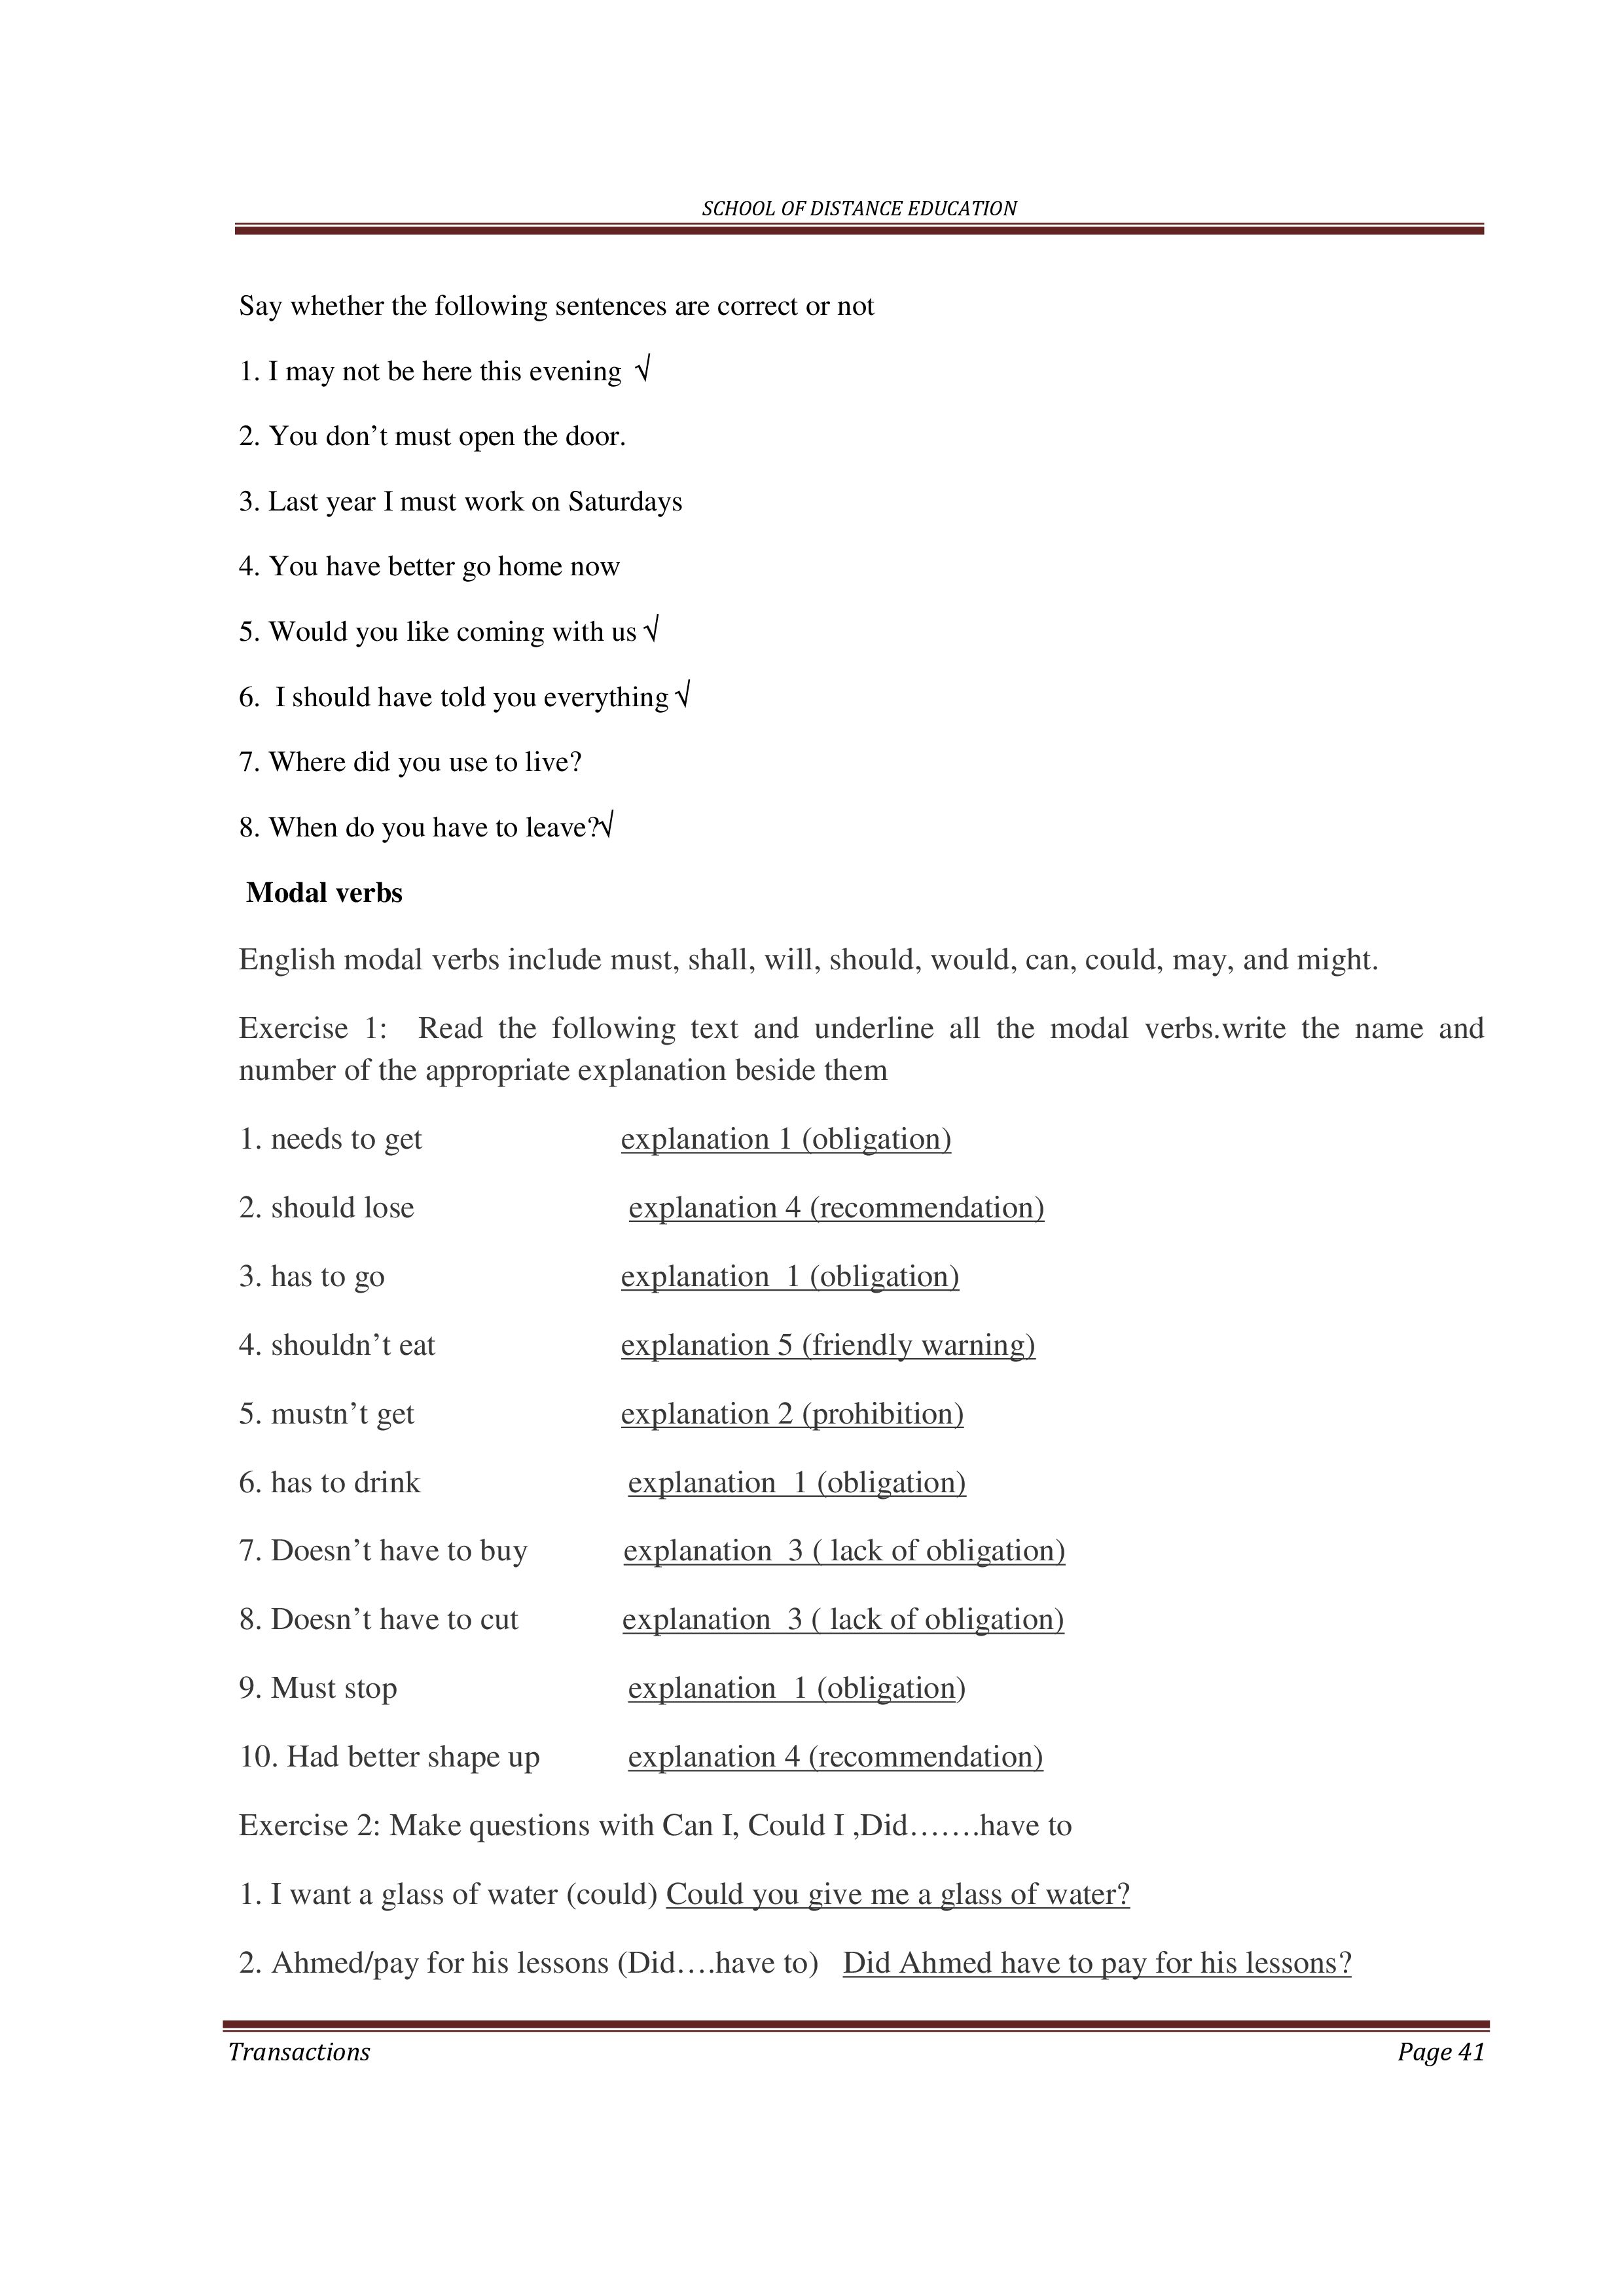 SCHOOL OF DISTANCE EDUCATION
Say whether the following sentences are correct or not
1. I may not be here this evening √
2. You don’t must open the door.
3. Last year I must work on Saturdays
4. You have better go home now
5. Would you like coming with us √
6. I should have told you everything √
7. Where did you use to live?
8. When do you have to leave?√
Modal verbs
English modal verbs include must, shall, will, should, would, can, could, may, and might.
Exercise 1: Read the following text and underline all the modal verbs.write the name and
number of the appropriate explanation beside them
1. needs to get explanation 1 (obligation)
2. should lose explanation 4 (recommendation)
3. has to go explanation 1 (obligation)
4. shouldn’t eat explanation 5 (friendly warning)
5. mustn’t get explanation 2 (prohibition)
6. has to drink explanation 1 (obligation)
7. Doesn’t have to buy explanation 3 ( lack of obligation)
8. Doesn’t have to cut explanation 3 ( lack of obligation)
9. Must stop explanation 1 (obligation)
10. Had better shape up explanation 4 (recommendation)
Exercise 2: Make questions with Can I, Could I ,Did…….have to
1. I want a glass of water (could) Could you give me a glass of water?
2. Ahmed/pay for his lessons (Did….have to) Did Ahmed have to pay for his lessons?
Transactions Page 41